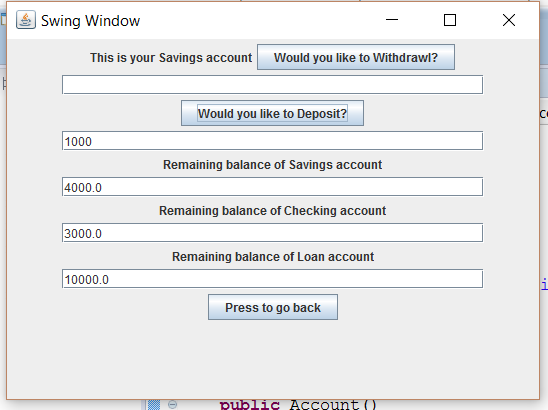 Swing Window
This is your Savings account Would you like to Withdrawl?
Would you like to Deposit?
1000
Remaining balance of Savings account
4000.0
Remaining balance of Checking account
3000.0
Remaining balance of Loan account
10000.0
Press to go back
public Account()